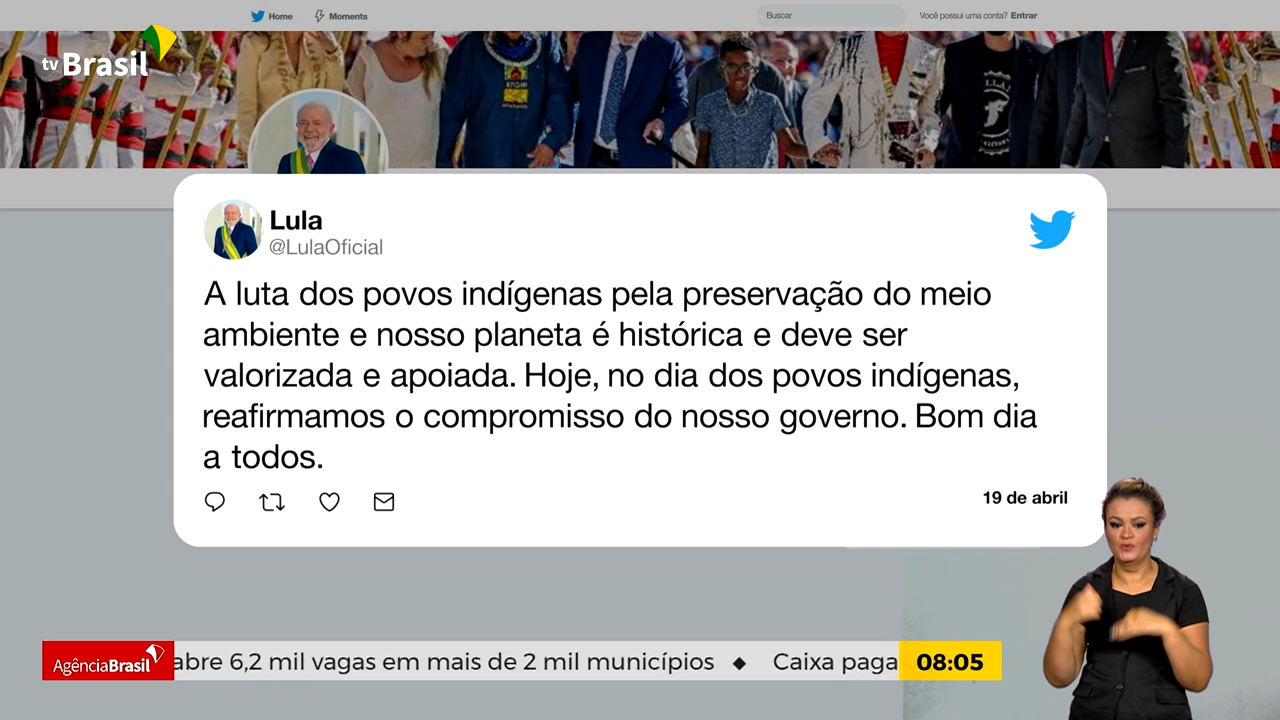 Home
Moments
Buscar
Você possui uma conta? Entrar
tv Brasil
Lula
@LulaOficial
A luta dos povos indígenas pela preservação do meio
ambiente e nosso planeta é histórica e deve ser
valorizada e apoiada. Hoje, no dia dos povos indígenas,
reafirmamos o compromisso do nosso governo. Bom dia
a todos.
19 de abril
AgênciaBrasil
abre 6,2 mil vagas em mais de 2 mil municípios ◆ Caixa paga
08:05